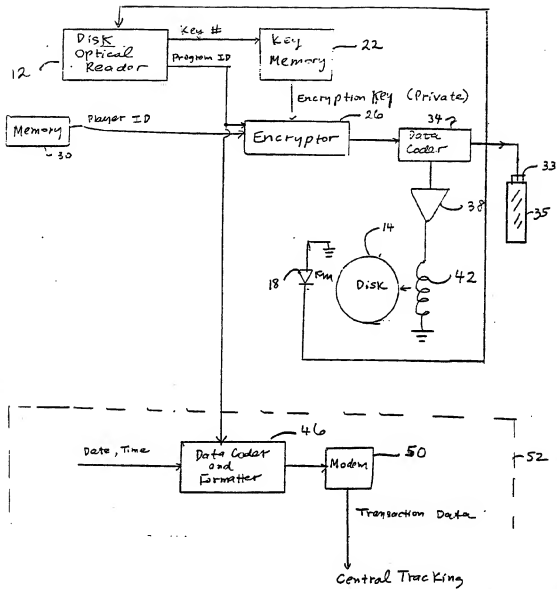 Disk
Optical
Reador
12
Key #
Program ID
Key
Memory
22
Encryption Key (Private)
Memory
30
Player ID
Encryptor
26
Data
Coder
34
33
35
38
14
18
Disk
42
46
Date, Time
Data Coder
and
Formatter
Modem
50
52
Transaction Data
Central Tracking